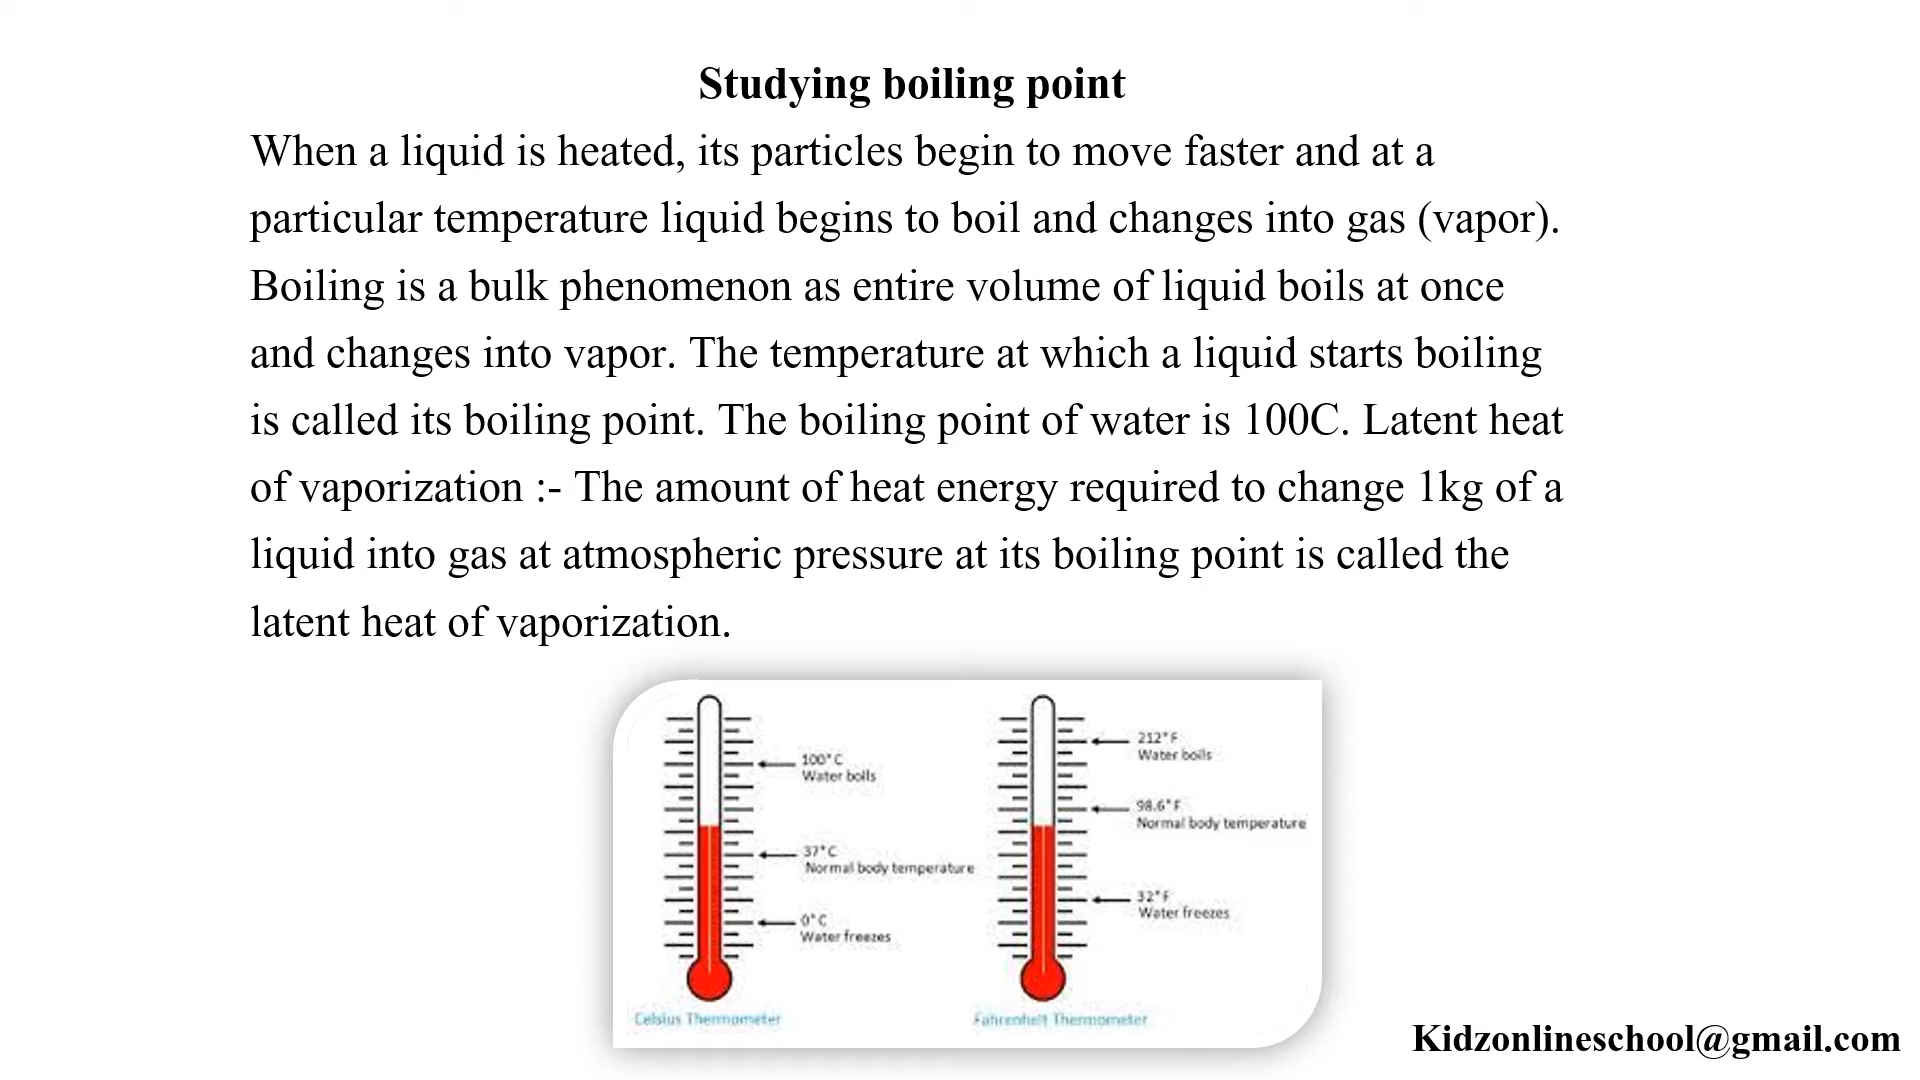 Studying boiling point
When a liquid is heated, its particles begin to move faster and at a
particular temperature liquid begins to boil and changes into gas (vapor).
Boiling is a bulk phenomenon as entire volume of liquid boils at once
and changes into vapor. The temperature at which a liquid starts boiling
is called its boiling point. The boiling point of water is 100C. Latent heat
of vaporization :- The amount of heat energy required to change 1kg of a
liquid into gas at atmospheric pressure at its boiling point is called the
latent heat of vaporization.
100°C
Water boils
37°C
Normal body temperature
0°C
Water freezes
Celsius Thermometer
212°F
Water boils
98.6°F
Normal body temperature
32°F
Water freezes
Fahrenheit Thermometer
Kidzonlineschool@gmail.com